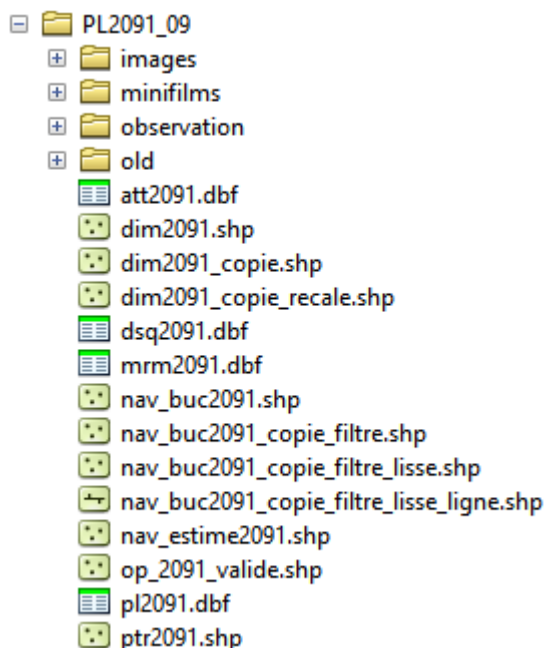 PL2091_09
images
minifilms
observation
old
att2091.dbf
dim2091.shp
dim2091_copie.shp
dim2091_copie_recale.shp
dsq2091.dbf
mrm2091.dbf
nav_buc2091.shp
nav_buc2091_copie_filtre.shp
nav_buc2091_copie_filtre_lisse.shp
nav_buc2091_copie_filtre_lisse_ligne.shp
nav_estime2091.shp
op_2091_valide.shp
pl2091.dbf
ptr2091.shp